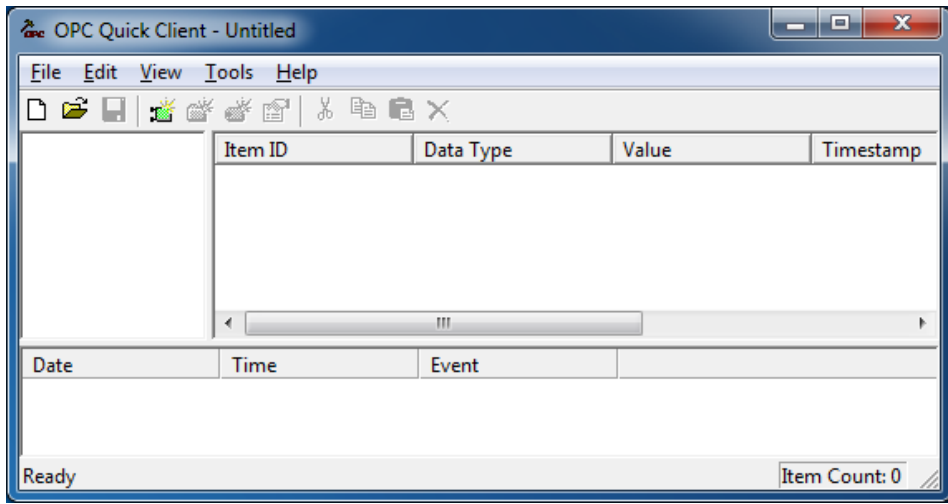 OPC Quick Client - Untitled
File Edit View Tools Help
Item ID Data Type Value Timestamp
Date Time Event
Ready Item Count: 0